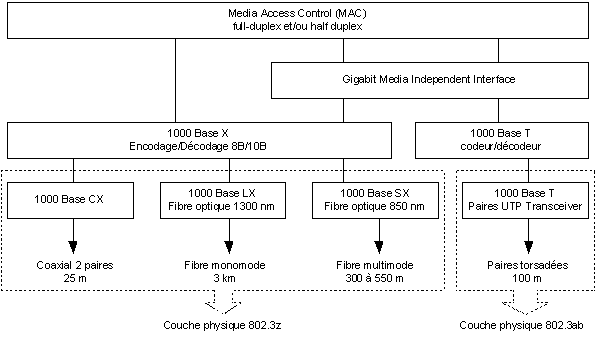 Media Access Control (MAC)
full-duplex et/ou half duplex
Gigabit Media Independent Interface
1000 Base X
Encodage/Décodage 8B/10B
1000 Base T
codeur/décodeur
1000 Base CX
1000 Base LX
Fibre optique 1300 nm
1000 Base SX
Fibre optique 850 nm
1000 Base T
Paires UTP Transceiver
Coaxial 2 paires
25 m
Fibre monomode
3 km
Fibre multimode
300 à 550 m
Paires torsadées
100 m
Couche physique 802.3z
Couche physique 802.3ab